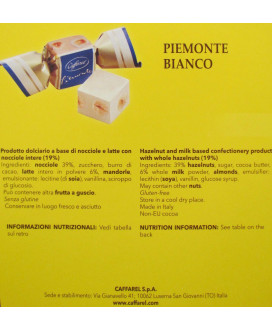 PIEMONTE
BIANCO
Caffarel
Piemonte
Prodotto dolciario a base di nocciole e latte con
nocciole intere (19%)
Ingredienti: nocciole 39%, zucchero, burro di
cacao, latte intero in polvere 6%, mandorle,
emulsionante: lecitine (di soia), vanillina, sciroppo
di glucosio.
Può contenere altra frutta a guscio.
Senza glutine
Conservare in luogo fresco e asciutto
INFORMAZIONI NUTRIZIONALI: Vedi tabella
sul retro.
Hazelnut and milk based confectionery product
with whole hazelnuts (19%)
Ingredients: 39% hazelnuts, sugar, cocoa butter,
6% whole milk powder, almonds, emulsifier:
lecithin (soya), vanillin, glucose syrup.
May contain other nuts.
Gluten-free
Store in a cool dry place.
Made in Italy
Non-EU cocoa
NUTRITION INFORMATION: See table on the
back
CAFFAREL S.p.A.
Sede e stabilimento: Via Gianavello 41, 10062 Luserna San Giovanni (TO) Italia
www.caffarel.com